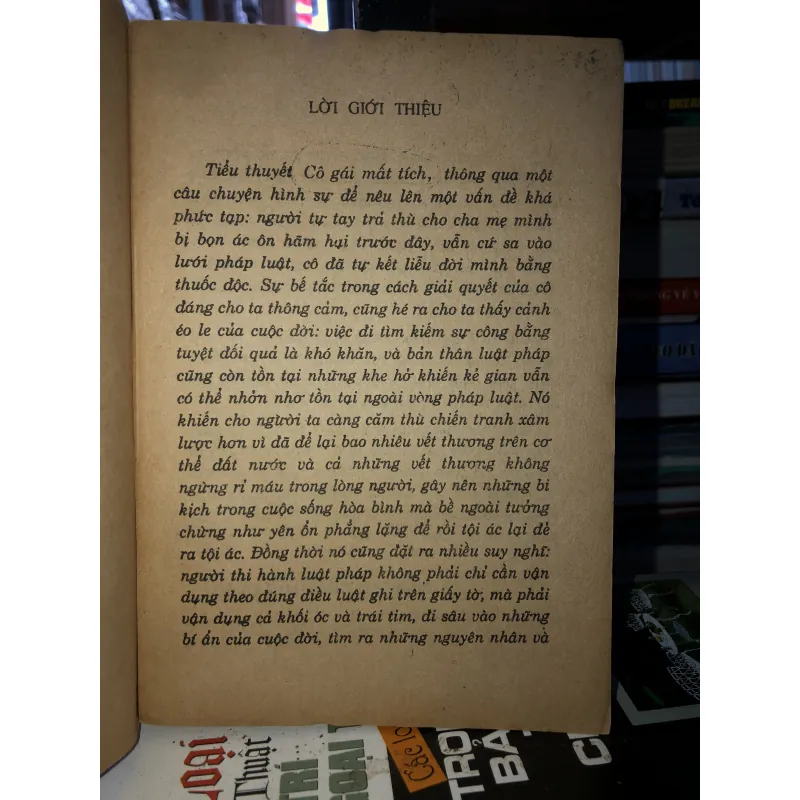 LỜI GIỚI THIỆU
Tiểu thuyết Cô gái mất tích, thông qua một
câu chuyện hình sự để nêu lên một vấn đề khá
phức tạp: người tự tay trả thù cho cha mẹ mình
bị bọn ác ôn hãm hại trước đây, vẫn cứ sa vào
lưới pháp luật, cô đã tự kết liễu đời mình bằng
thuốc độc. Sự bế tắc trong cách giải quyết của cô
đáng cho ta thông cảm, cũng hé ra cho ta thấy cảnh
éo le của cuộc đời: việc đi tìm kiếm sự công bằng
tuyệt đối quả là khó khăn, và bản thân luật pháp
cũng còn tồn tại những khe hở khiến kẻ gian vẫn
có thể nhởn nhơ tồn tại ngoài vòng pháp luật. Nó
khiến cho người ta càng căm thù chiến tranh xâm
lược hơn vì đã để lại bao nhiêu vết thương trên cơ
thể đất nước và cả những vết thương không
ngừng rỉ máu trong lòng người, gây nên những bi
kịch trong cuộc sống hòa bình mà bề ngoài tưởng
chừng như yên ổn phẳng lặng để rồi tội ác lại đẻ
ra tội ác. Đồng thời nó cũng đặt ra nhiều suy nghĩ:
người thi hành luật pháp không phải chỉ cần vận
dụng theo đúng điều luật ghi trên giấy tờ, mà phải
vận dụng cả khối óc và trái tim, đi sâu vào những
bí ẩn của cuộc đời, tìm ra những nguyên nhân và
Thuật
TRÍ
Các
TRO